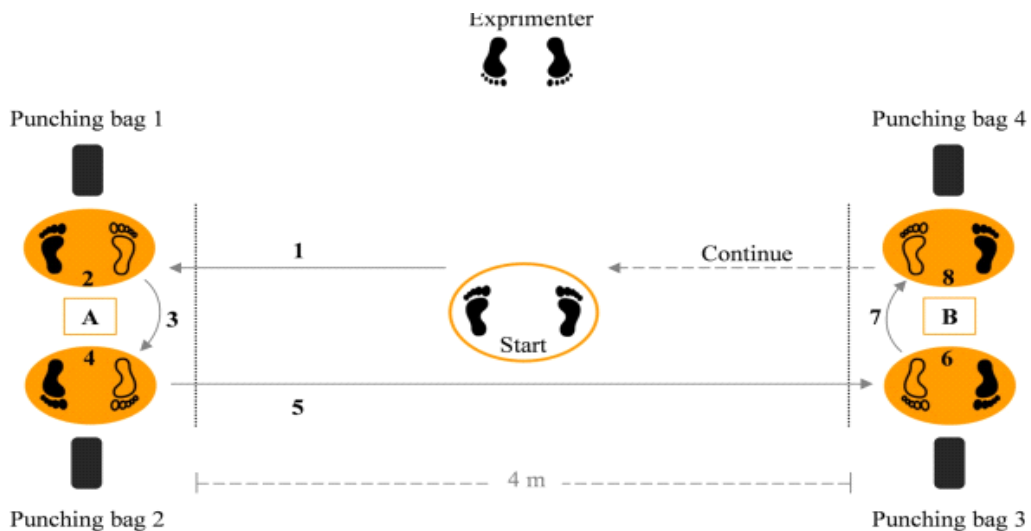 Exprimenter
Punching bag 1
Punching bag 4
1
Continue
2
8
A
3
Start
7
B
4
6
5
4 m
Punching bag 2
Punching bag 3